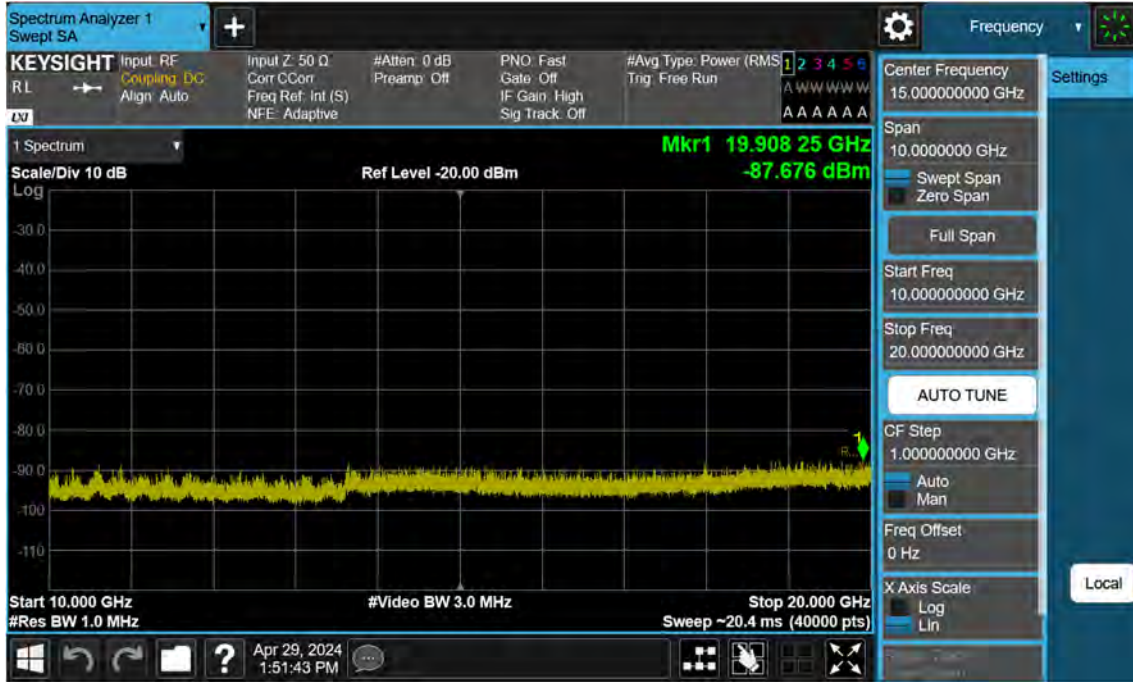 Spectrum Analyzer 1
Swept SA
Frequency
KEYSIGHT
R L
LXI
Input: RF
Coupling: DC
Align: Auto
Input Z: 50 Ω
Corr CCorr
Freq Ref: Int (S)
NFE: Adaptive
#Atten: 0 dB
Preamp: Off
PNO: Fast
Gate: Off
IF Gain: High
Sig Track: Off
#Avg Type: Power (RMS
Trig: Free Run
1 2 3 4 5 6
A W W W W W
A A A A A A
1 Spectrum
Scale/Div 10 dB
Ref Level -20.00 dBm
Mkr1 19.908 25 GHz
-87.676 dBm
Log
-30.0
-40.0
-50.0
-60.0
-70.0
-80.0
-90.0
-100
-110
1
R...
Start 10.000 GHz
#Video BW 3.0 MHz
Stop 20.000 GHz
#Res BW 1.0 MHz
Sweep ~20.4 ms (40000 pts)
?
Apr 29, 2024
1:51:43 PM
Center Frequency
15.000000000 GHz
Span
10.0000000 GHz
Swept Span
Zero Span
Full Span
Start Freq
10.000000000 GHz
Stop Freq
20.000000000 GHz
AUTO TUNE
CF Step
1.000000000 GHz
Auto
Man
Freq Offset
0 Hz
X Axis Scale
Log
Lin
Settings
Local